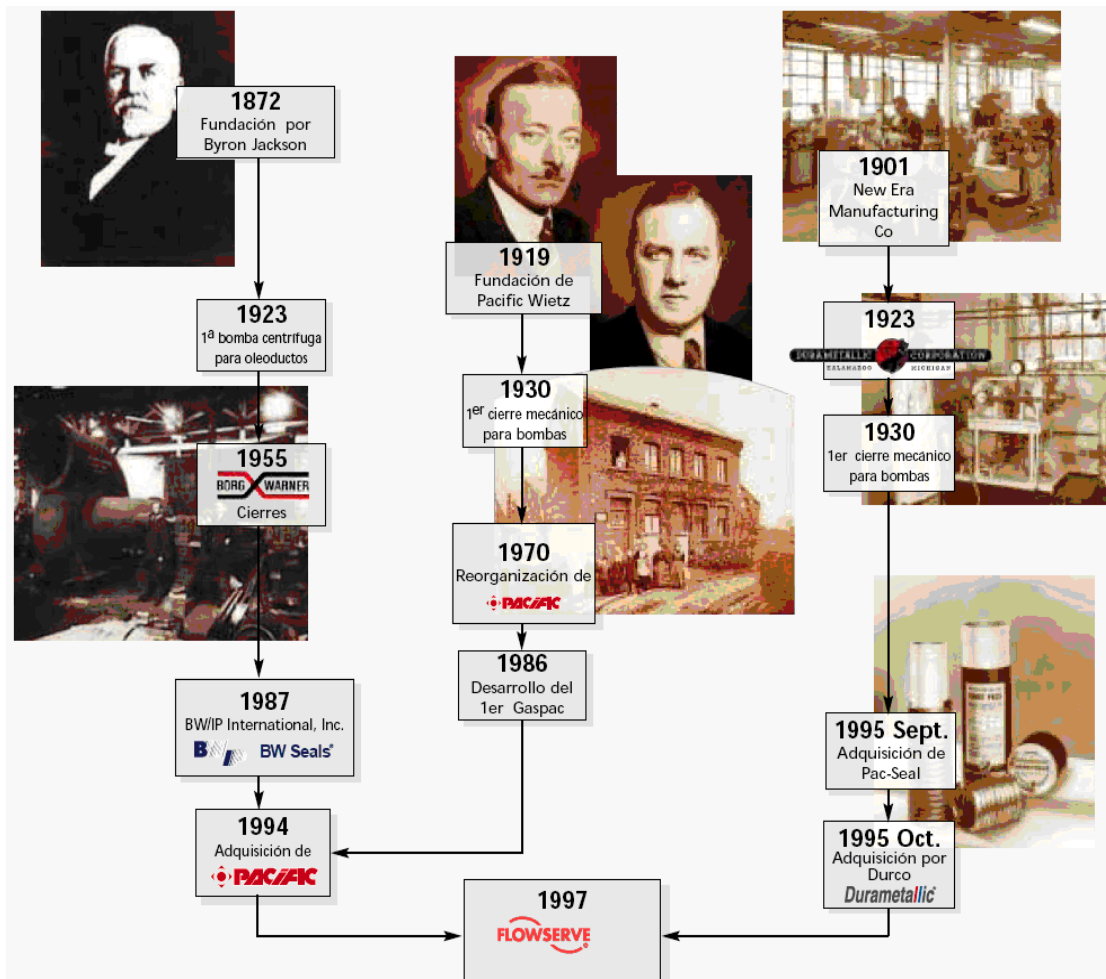 1872
Fundación por
Byron Jackson
1923
1ª bomba centrífuga
para oleoductos
1955
BORG WARNER
Cierres
1987
BW/IP International, Inc.
BW/IP BW Seals®
1994
Adquisición de
PACIFIC
1919
Fundación de
Pacific Wietz
1930
1er cierre mecánico
para bombas
1970
Reorganización de
PACIFIC
1986
Desarrollo del
1er Gaspac
1901
New Era
Manufacturing
Co
1923
DURAMETALLIC CORPORATION
KALAMAZOO MICHIGAN
1930
1er cierre mecánico
para bombas
1995 Sept.
Adquisición de
Pac-Seal
1995 Oct.
Adquisición por
Durco
Durametallic
1997
FLOWSERVE